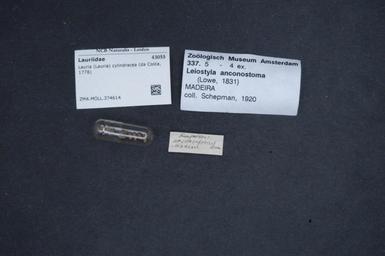 NCB Naturalis - Leiden
Lauriidae 43053
Lauria (Lauria) cylindracea (da Costa,
1778)
ZMA.MOLL.374614
Zoölogisch Museum Amsterdam
337. 5 - 4 ex.
Leiostyla anconostoma
(Lowe, 1831)
MADEIRA
coll. Schepman, 1920